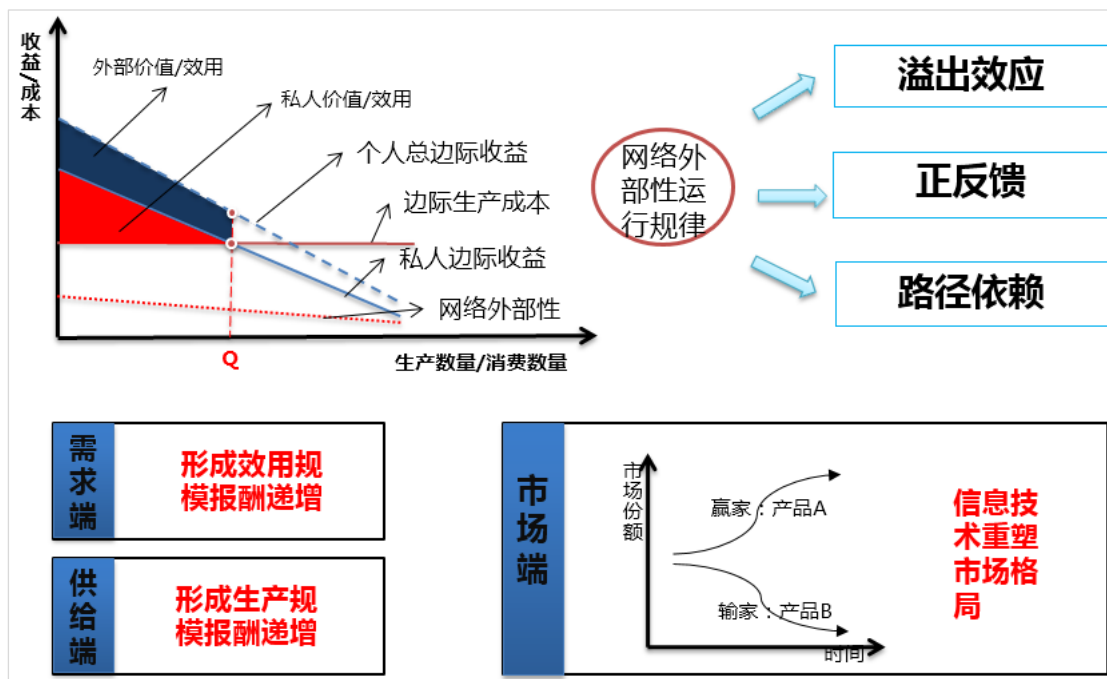 收益/成本
外部价值/效用
私人价值/效用
个人总边际收益
边际生产成本
私人边际收益
网络外部性
Q
生产数量/消费数量
网络外
部性运
行规律
溢出效应
正反馈
路径依赖
需求端
形成效用规
模报酬递增
供给端
形成生产规
模报酬递增
市场端
市场份额
赢家：产品A
输家：产品B
时间
信息技
术重塑
市场格
局